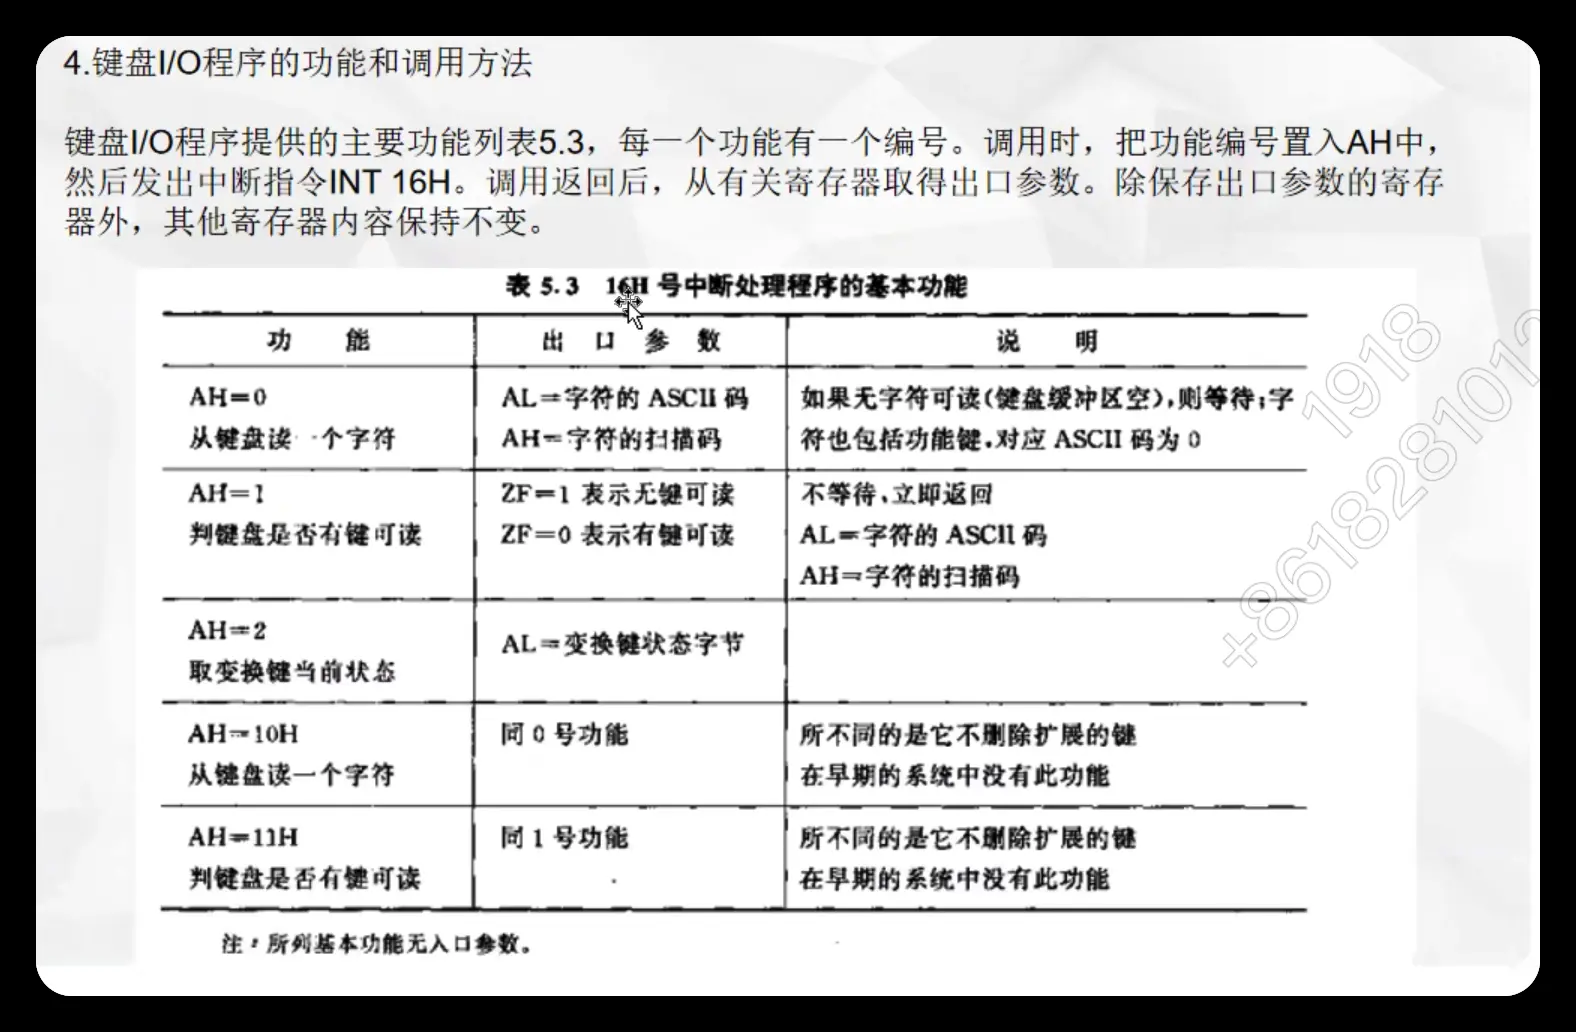 4.键盘I/O程序的功能和调用方法
键盘I/O程序提供的主要功能列表5.3，每一个功能有一个编号。调用时，把功能编号置入AH中，
然后发出中断指令INT 16H。调用返回后，从有关寄存器取得出口参数。除保存出口参数的寄存
器外，其他寄存器内容保持不变。
表 5.3 16H 号中断处理程序的基本功能
功 能 出 口 参 数 说 明
AH=0 AL=字符的 ASCII 码 如果无字符可读(键盘缓冲区空),则等待;字
从键盘读一个字符 AH=字符的扫描码 符也包括功能键,对应 ASCII 码为 0
AH=1 ZF=1 表示无键可读 不等待,立即返回
判键盘是否有键可读 ZF=0 表示有键可读 AL=字符的 ASCII 码
AH=字符的扫描码
AH=2
AL=变换键状态字节
取变换键当前状态
AH=10H 同 0 号功能 所不同的是它不删除扩展的键
从键盘读一个字符 在早期的系统中没有此功能
AH=11H 同 1 号功能 所不同的是它不删除扩展的键
判键盘是否有键可读 在早期的系统中没有此功能
注:所列基本功能无入口参数。
1918
+861828101